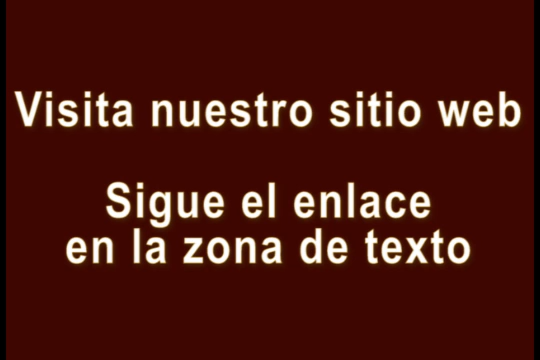 Visita nuestro sitio web
Sigue el enlace
en la zona de texto